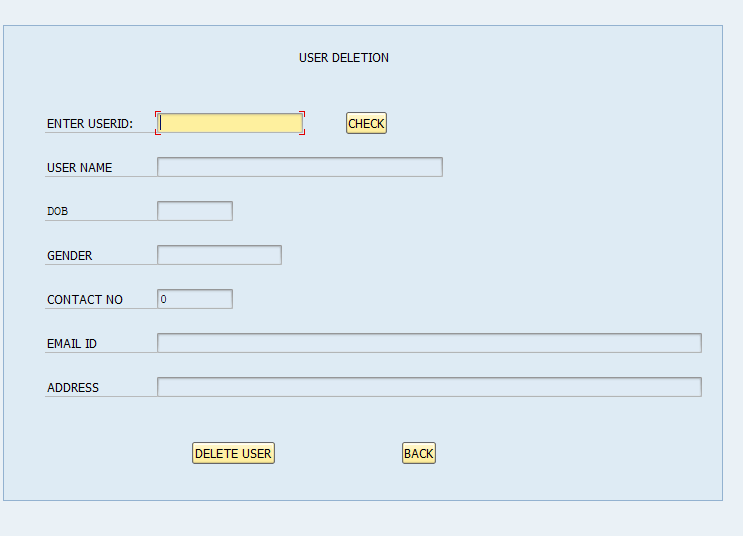 USER DELETION
ENTER USERID: CHECK
USER NAME
DOB
GENDER
CONTACT NO 0
EMAIL ID
ADDRESS
DELETE USER BACK